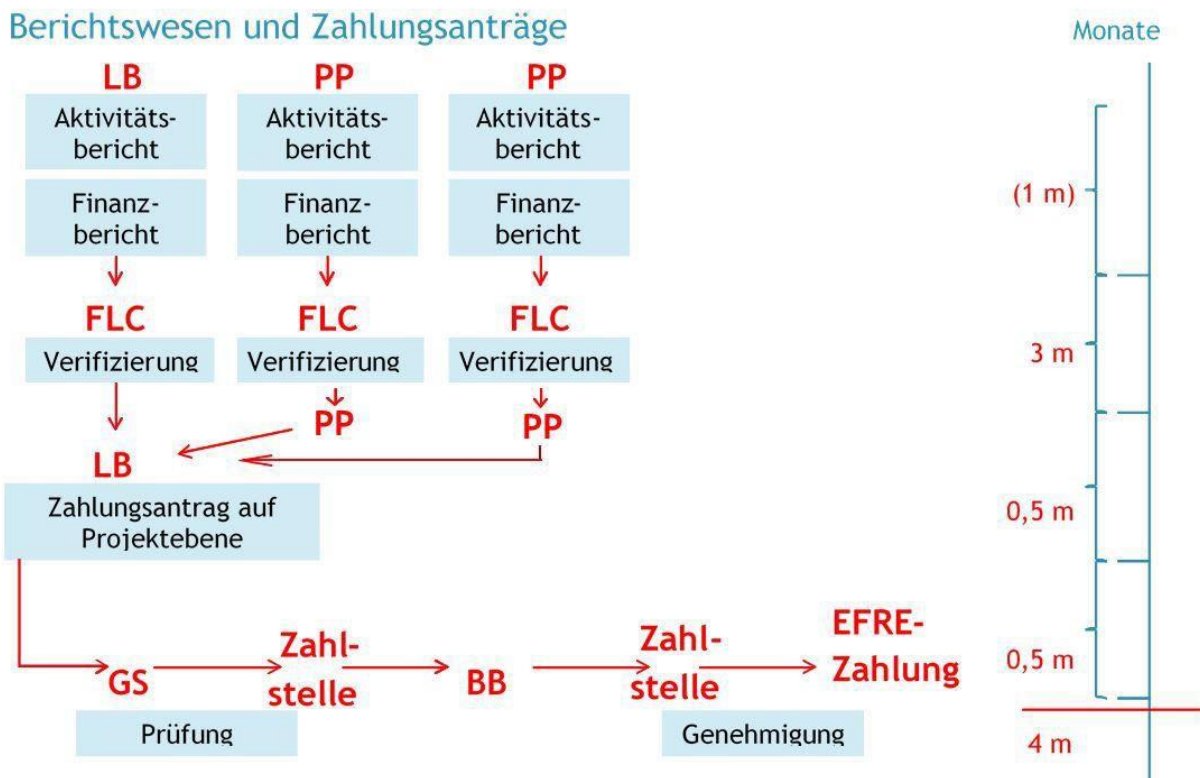 Berichtswesen und Zahlungsanträge
Monate
LB
PP
PP
Aktivitäts-
bericht
Aktivitäts-
bericht
Aktivitäts-
bericht
Finanz-
bericht
Finanz-
bericht
Finanz-
bericht
(1 m)
FLC
FLC
FLC
Verifizierung
Verifizierung
Verifizierung
3 m
PP
PP
LB
Zahlungsantrag auf
Projektebene
0,5 m
GS
Zahl-
stelle
BB
Zahl-
stelle
EFRE-
Zahlung
0,5 m
Prüfung
Genehmigung
4 m